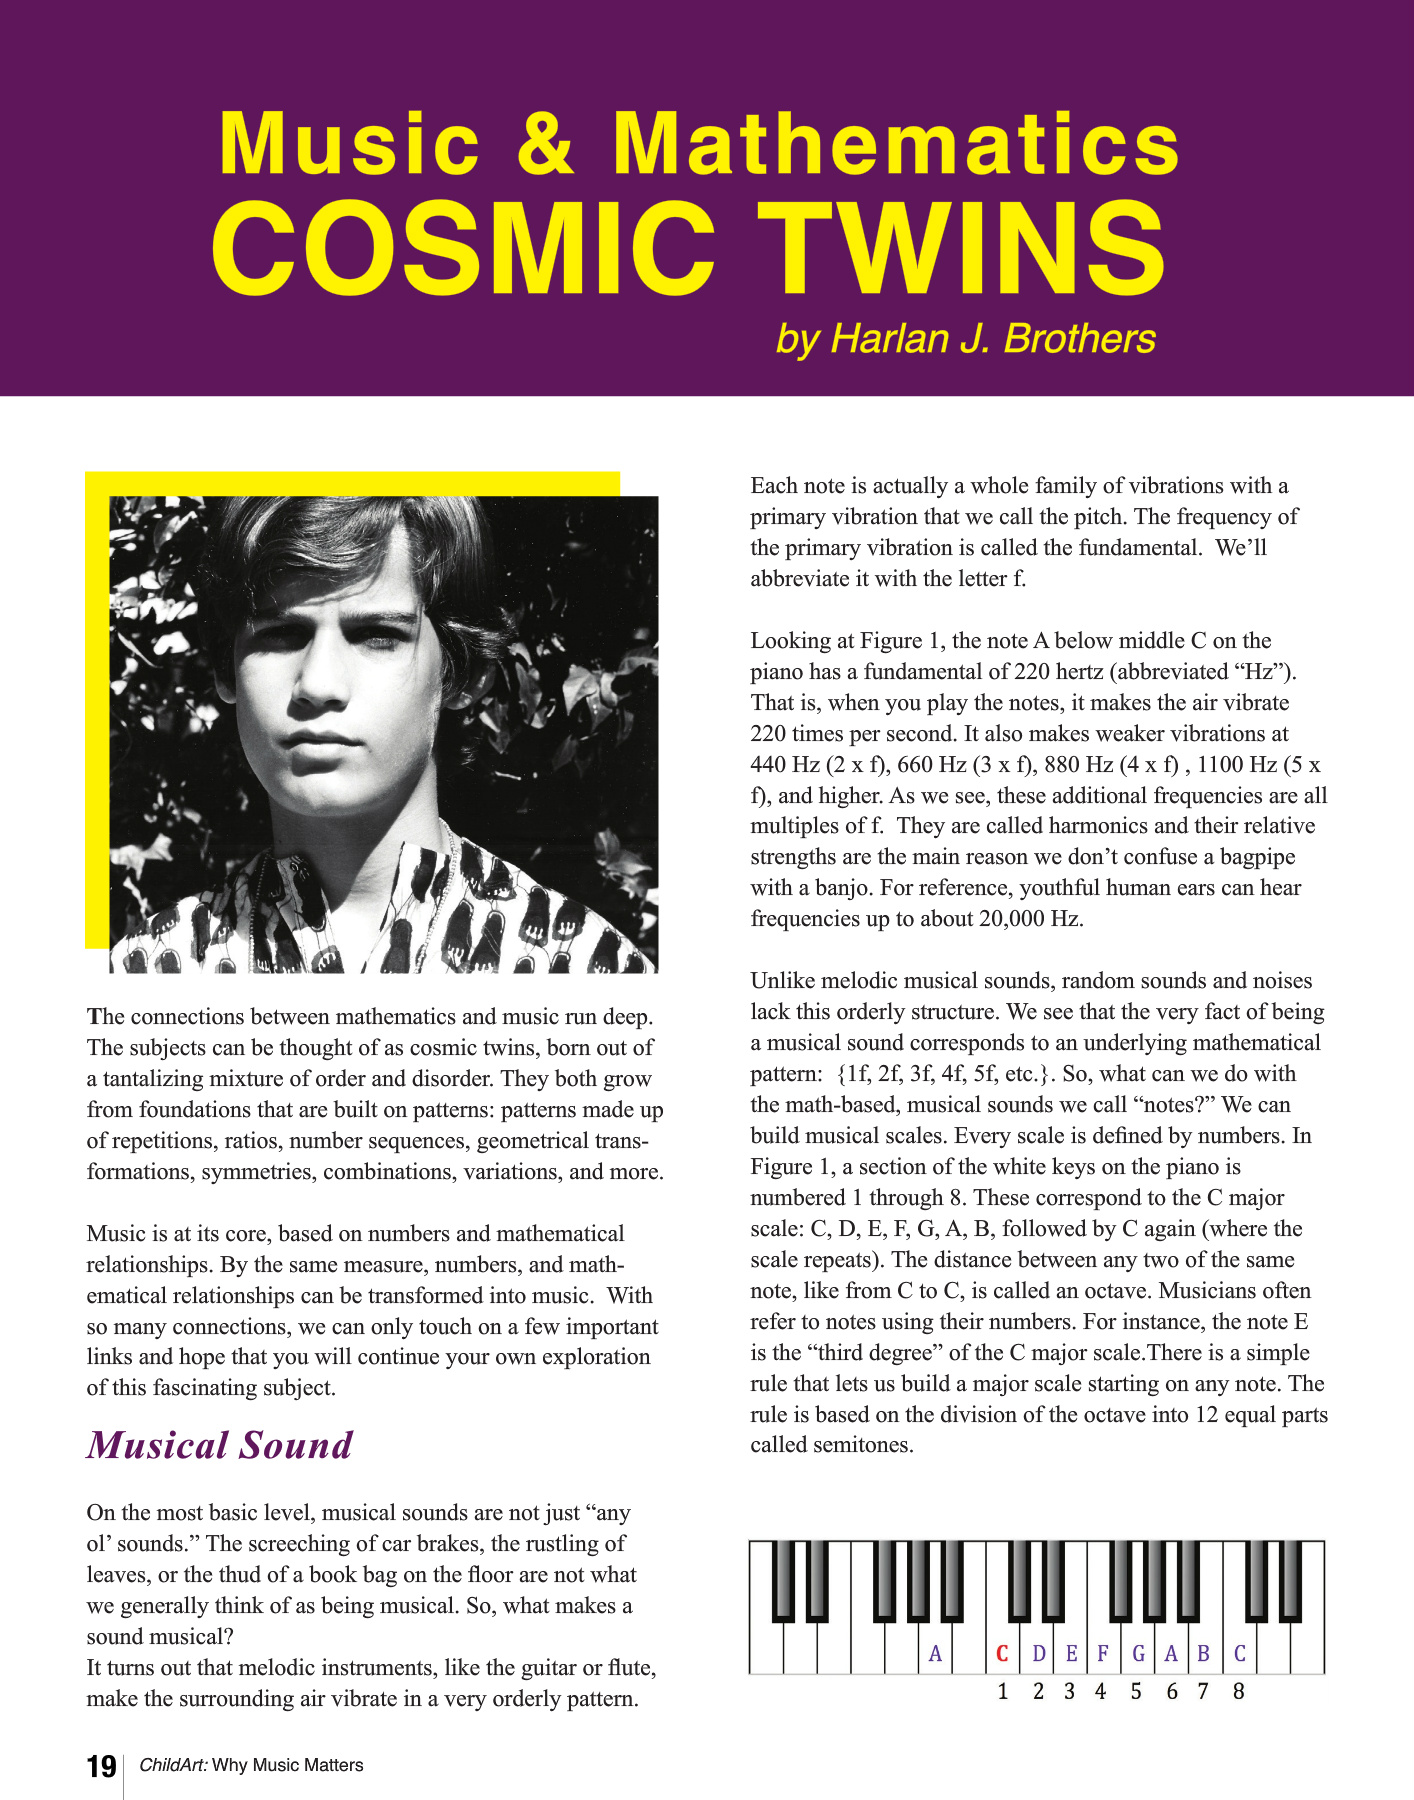 Music & Mathematics
COSMIC TWINS
by Harlan J. Brothers
The connections between mathematics and music run deep.
The subjects can be thought of as cosmic twins, born out of
a tantalizing mixture of order and disorder. They both grow
from foundations that are built on patterns: patterns made up
of repetitions, ratios, number sequences, geometrical trans-
formations, symmetries, combinations, variations, and more.
Music is at its core, based on numbers and mathematical
relationships. By the same measure, numbers, and math-
ematical relationships can be transformed into music.  With
so many connections, we can only touch on a few important
links and hope that you will continue your own exploration
of this fascinating subject.
Musical Sound
On the most basic level, musical sounds are not just “any
ol’ sounds.” The screeching of car brakes, the rustling of
leaves, or the thud of a book bag on the floor are not what
we generally think of as being musical. So, what makes a
sound musical?
It turns out that melodic instruments, like the guitar or flute,
make the surrounding air vibrate in a very orderly pattern.
Each note is actually a whole family of vibrations with a
primary vibration that we call the pitch. The frequency of
the primary vibration is called the fundamental.  We’ll
abbreviate it with the letter f.
Looking at Figure 1, the note A below middle C on the
piano has a fundamental of 220 hertz (abbreviated “Hz”).
That is, when you play the notes, it makes the air vibrate
220 times per second. It also makes weaker vibrations at
440 Hz (2 x f), 660 Hz (3 x f), 880 Hz (4 x f) , 1100 Hz (5 x
f), and higher. As we see, these additional frequencies are all
multiples of f.  They are called harmonics and their relative
strengths are the main reason we don’t confuse a bagpipe
with a banjo. For reference, youthful human ears can hear
frequencies up to about 20,000 Hz.
Unlike melodic musical sounds, random sounds and noises
lack this orderly structure. We see that the very fact of being
a musical sound corresponds to an underlying mathematical
pattern:  {1f, 2f, 3f, 4f, 5f, etc.}. So, what can we do with
the math-based, musical sounds we call “notes?” We can
build musical scales. Every scale is defined by numbers. In
Figure 1, a section of the white keys on the piano is
numbered 1 through 8. These correspond to the C major
scale: C, D, E, F, G, A, B, followed by C again (where the
scale repeats). The distance between any two of the same
note, like from C to C, is called an octave. Musicians often
refer to notes using their numbers. For instance, the note E
is the “third degree” of the C major scale.There is a simple
rule that lets us build a major scale starting on any note. The
rule is based on the division of the octave into 12 equal parts
called semitones.
A C D E F G A B C
1 2 3 4 5 6 7 8
19 ChildArt: Why Music Matters